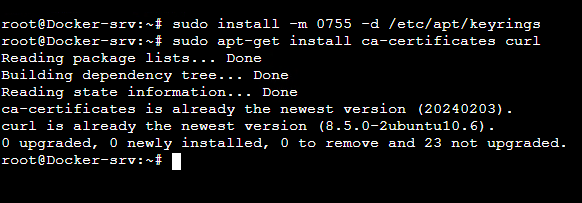 root@Docker-srv:~# sudo install -m 0755 -d /etc/apt/keyrings
root@Docker-srv:~# sudo apt-get install ca-certificates curl
Reading package lists... Done
Building dependency tree... Done
Reading state information... Done
ca-certificates is already the newest version (20240203).
curl is already the newest version (8.5.0-2ubuntu10.6).
0 upgraded, 0 newly installed, 0 to remove and 23 not upgraded.
root@Docker-srv:~#